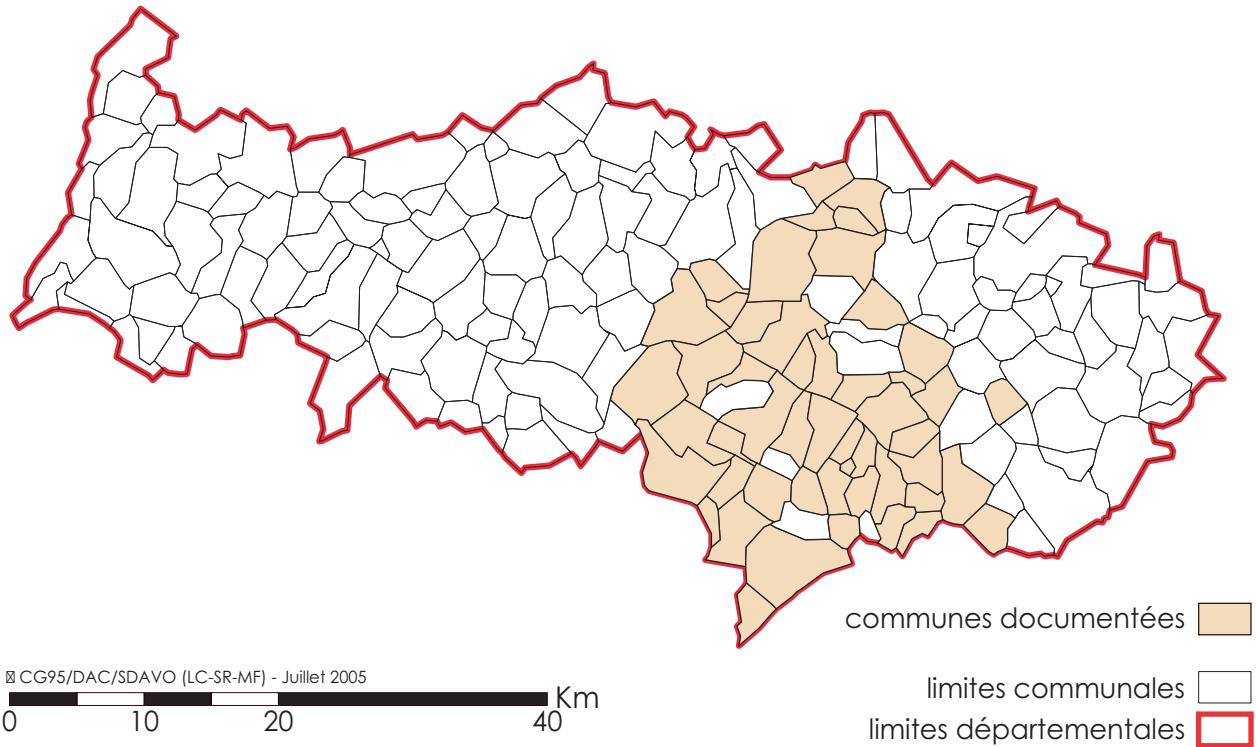 communes documentées
CG95/DAC/SDAVO (LC-SR-MF) - Juillet 2005
limites communales
Km
0 10 20 40
limites départementales